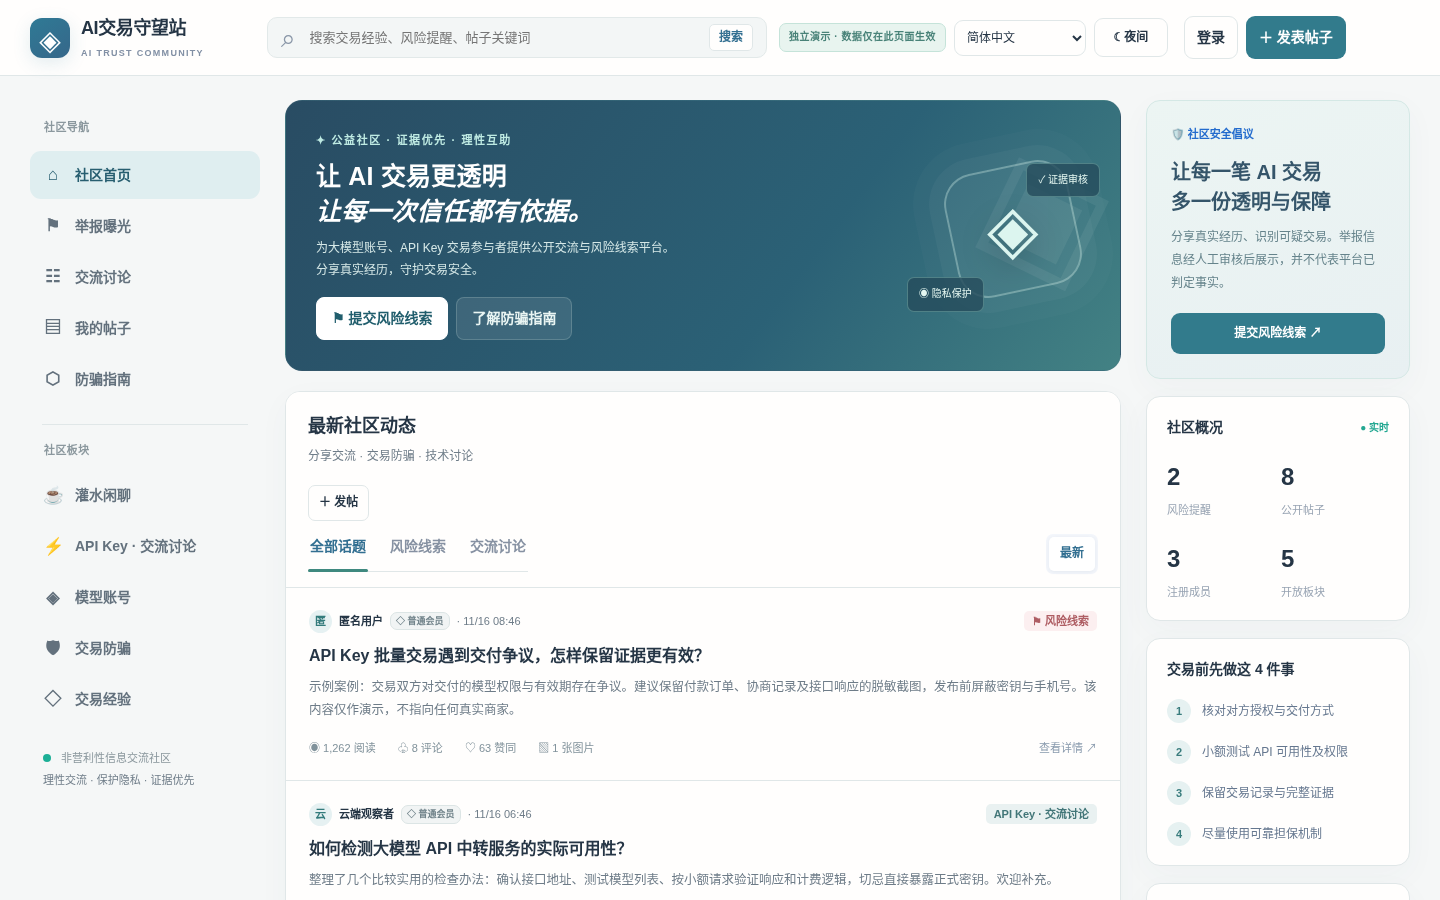 AI交易守望站
AI TRUST COMMUNITY
搜索交易经验、风险提醒、帖子关键词
搜索
独立演示 · 数据仅在此页面生效
简体中文
☾ 夜间
登录
＋ 发表帖子
社区导航
社区首页
举报曝光
交流讨论
我的帖子
防骗指南
社区板块
灌水闲聊
API Key · 交流讨论
模型账号
交易防骗
交易经验
非营利性信息交流社区
理性交流 · 保护隐私 · 证据优先
✦ 公益社区 · 证据优先 · 理性互助
让 AI 交易更透明
让每一次信任都有依据。
为大模型账号、API Key 交易参与者提供公开交流与风险线索平台。
分享真实经历，守护交易安全。
⚑ 提交风险线索
了解防骗指南
✓ 证据审核
◉ 隐私保护
最新社区动态
分享交流 · 交易防骗 · 技术讨论
＋ 发帖
全部话题
风险线索
交流讨论
最新
匿
匿名用户
◇ 普通会员
· 11/16 08:46
⚑ 风险线索
API Key 批量交易遇到交付争议，怎样保留证据更有效？
示例案例：交易双方对交付的模型权限与有效期存在争议。建议保留付款订单、协商记录及接口响应的脱敏截图，发布前屏蔽密钥与手机号。该
内容仅作演示，不指向任何真实商家。
◉ 1,262 阅读
♧ 8 评论
♡ 63 赞同
▧ 1 张图片
查看详情 ↗
云
云端观察者
◇ 普通会员
· 11/16 06:46
API Key · 交流讨论
如何检测大模型 API 中转服务的实际可用性？
整理了几个比较实用的检查办法：确认接口地址、测试模型列表、按小额请求验证响应和计费逻辑，切忌直接暴露正式密钥。欢迎补充。
社区安全倡议
让每一笔 AI 交易
多一份透明与保障
分享真实经历、识别可疑交易。举报信
息经人工审核后展示，并不代表平台已
判定事实。
提交风险线索 ↗
社区概况
● 实时
2
风险提醒
8
公开帖子
3
注册成员
5
开放板块
交易前先做这 4 件事
1 核对对方授权与交付方式
2 小额测试 API 可用性及权限
3 保留交易记录与完整证据
4 尽量使用可靠担保机制